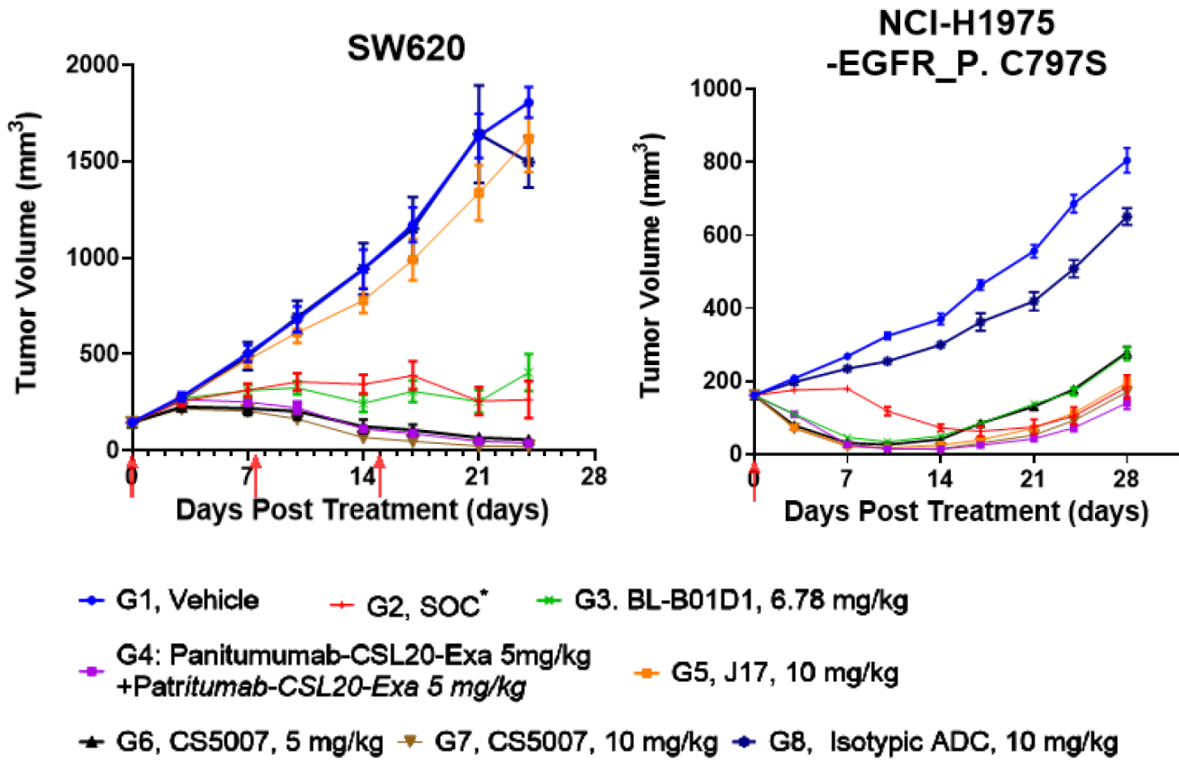 SW620
2000
1500
1000
500
0
Tumor Volume (mm³)
0 7 14 21 28
Days Post Treatment (days)
NCI-H1975
-EGFR_P. C797S
1000
800
600
400
200
0
Tumor Volume (mm³)
0 7 14 21 28
Days Post Treatment (days)
G1, Vehicle G2, SOC* G3. BL-B01D1, 6.78 mg/kg
G4: Panitumumab-CSL20-Exa 5mg/kg
+Patritumab-CSL20-Exa 5 mg/kg
G5, J17, 10 mg/kg
G6, CS5007, 5 mg/kg G7, CS5007, 10 mg/kg G8, Isotypic ADC, 10 mg/kg